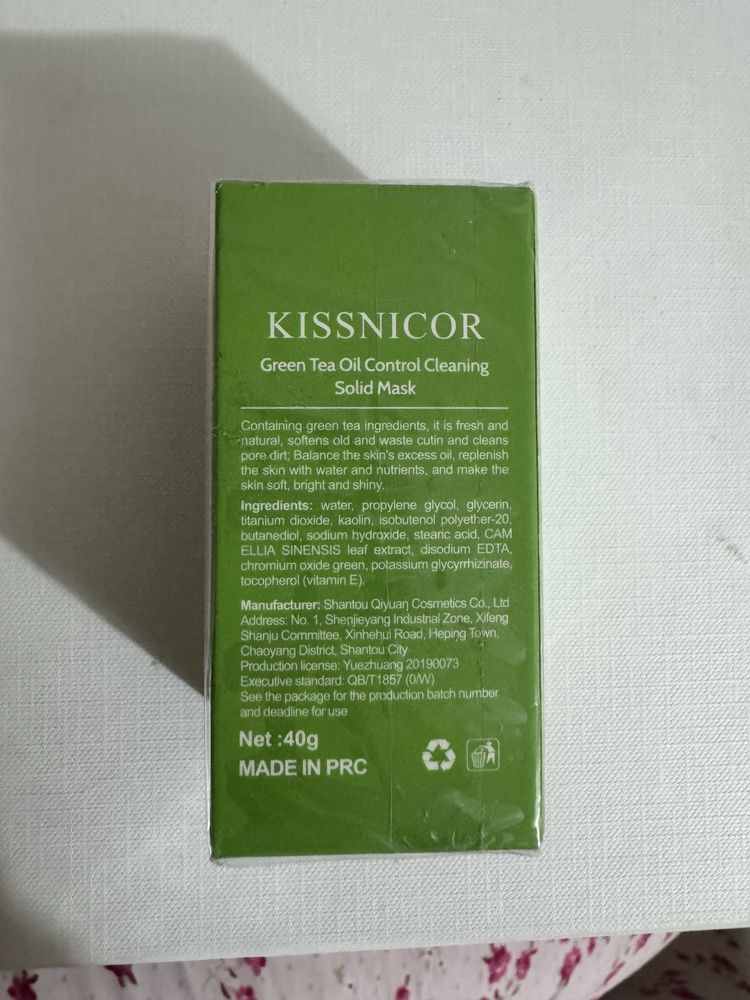 KISSNICOR
Green Tea Oil Control Cleaning
Solid Mask
Containing green tea ingredients, it is fresh and
natural, softens old and waste cutin and cleans
pore dirt; Balance the skin's excess oil, replenish
the skin with water and nutrients, and make the
skin soft, bright and shiny.
Ingredients: water, propylene glycol, glycerin,
titanium dioxide, kaolin, isobutenol polyether-20,
butanediol, sodium hydroxide, stearic acid, CAM
ELLIA SINENSIS leaf extract, disodium EDTA,
chromium oxide green, potassium glycyrrhizinate,
tocopherol (vitamin E).
Manufacturer: Shantou Qiyuan Cosmetics Co., Ltd
Address: No. 1, Shenjieyang Industrial Zone, Xifeng
Shanju Committee, Xinhehui Road, Heping Town,
Chaoyang District, Shantou City
Production license: Yuezhuang 20190073
Executive standard: QB/T1857 (0/W)
See the package for the production batch number
and deadline for use
Net :40g
MADE IN PRC